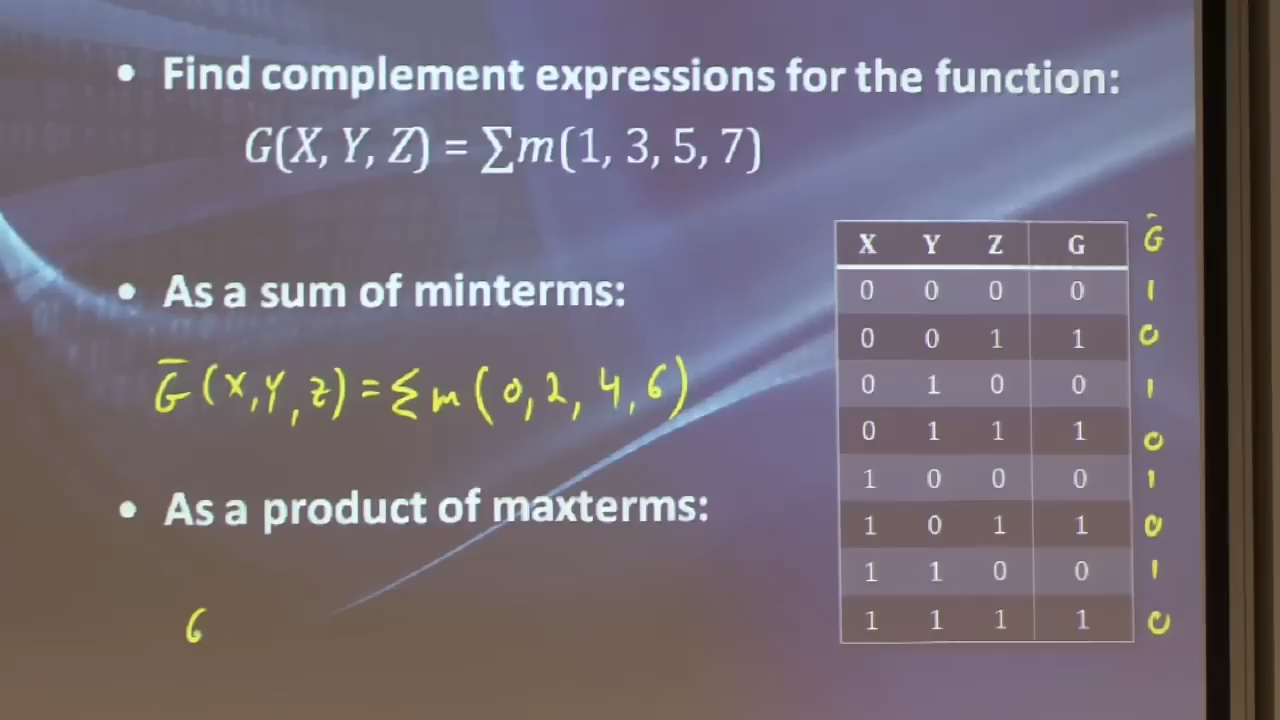 • Find complement expressions for the function:
G(X, Y, Z) = ∑m(1, 3, 5, 7)
• As a sum of minterms:
G̅ (X,Y,Z) = Σ m (0, 2, 4, 6)
• As a product of maxterms:
G
X Y Z G G̅
0 0 0 0 1
0 0 1 1 0
0 1 0 0 1
0 1 1 1 0
1 0 0 0 1
1 0 1 1 0
1 1 0 0 1
1 1 1 1 0